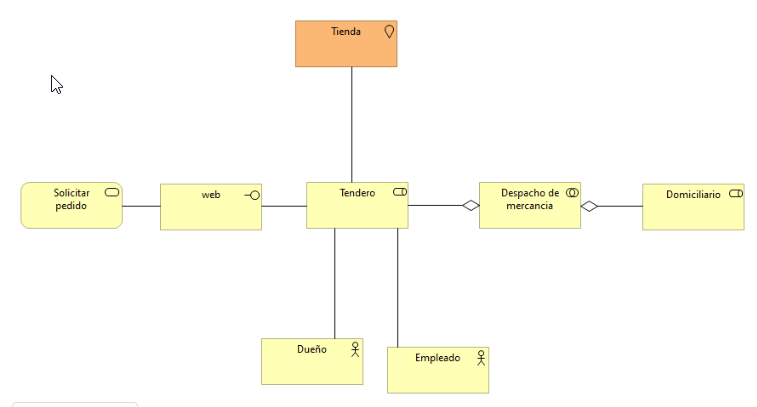 Tienda
Solicitar
pedido
web
Tendero
Despacho de
mercancia
Domiciliario
Dueño
Empleado